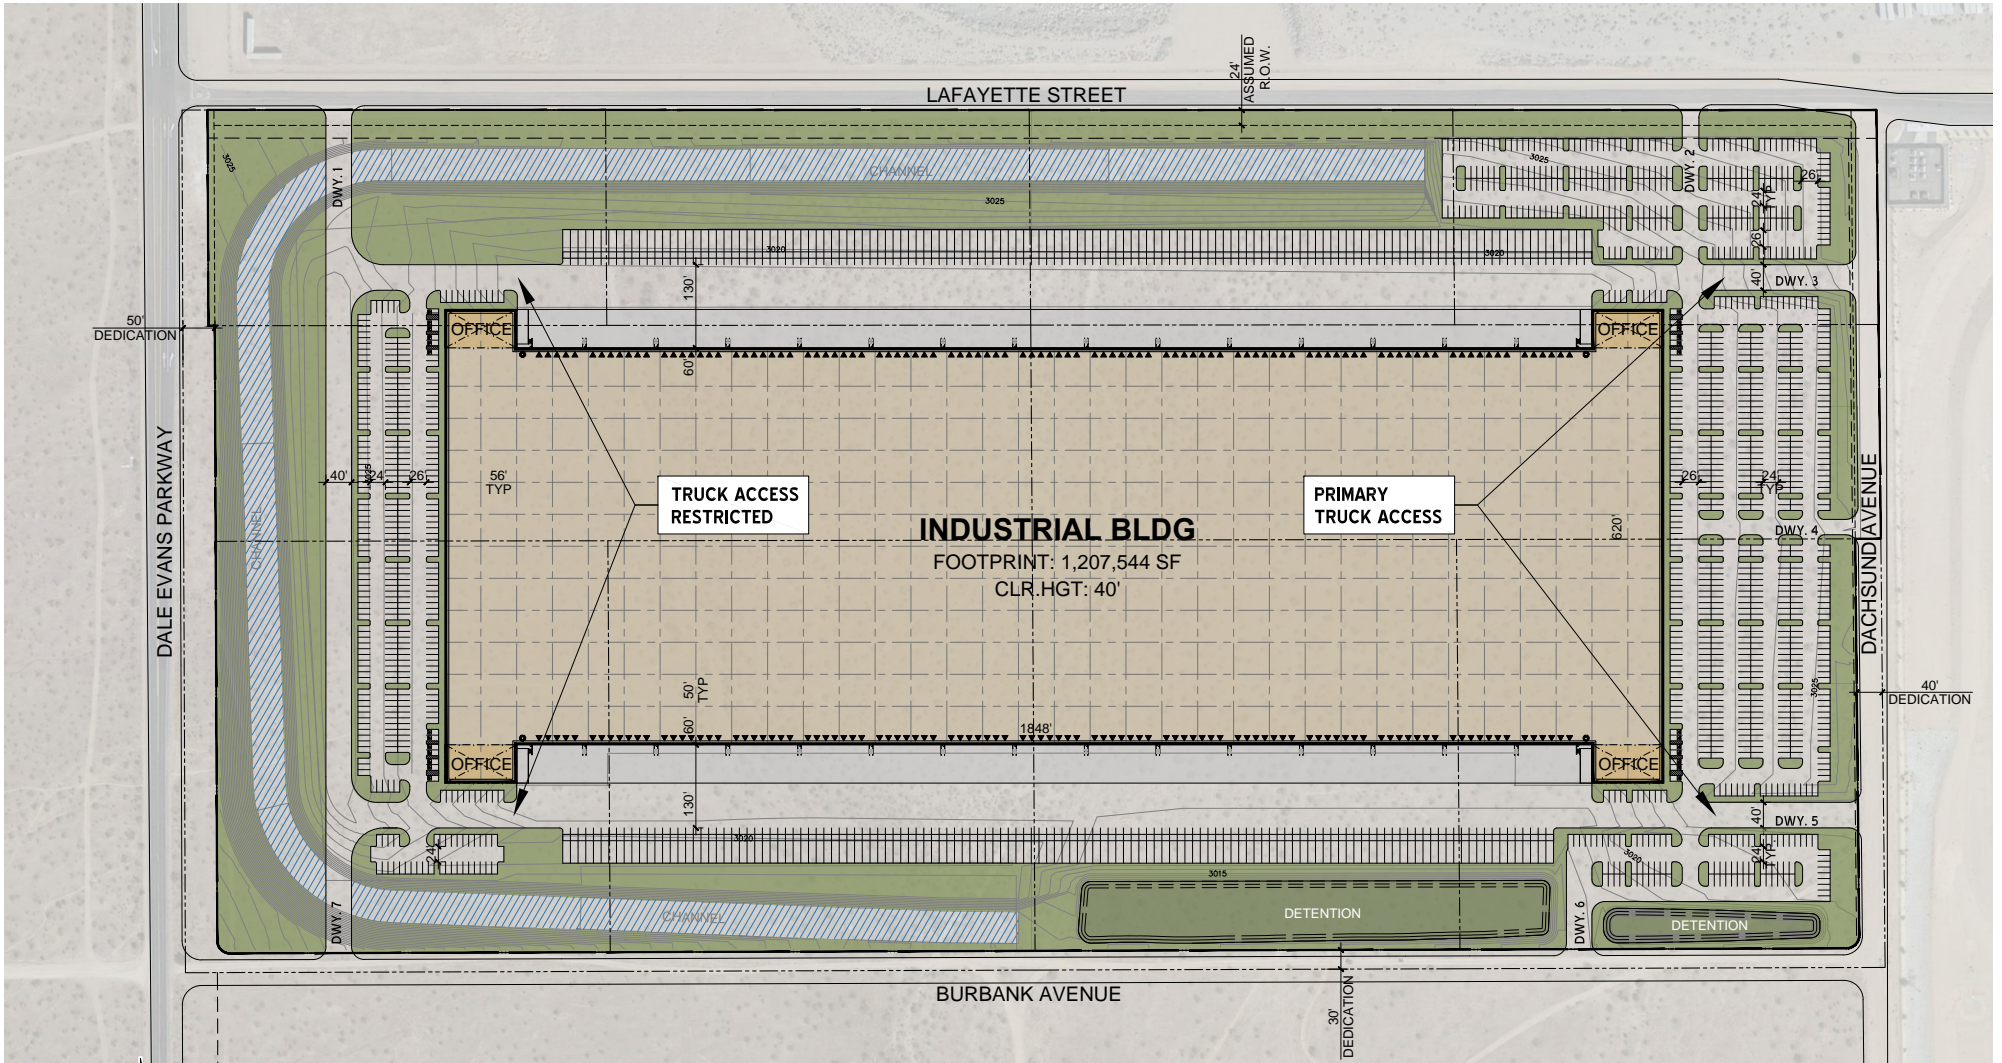 24'
ASSUMED
R.O.W.
LAFAYETTE STREET
3025
DWY. 1
CHANNEL
3025
3025
DWY. 2
24'
TYP
26'
26'
3020
3020
130'
40'
DWY. 3
50'
DEDICATION
OFFICE
OFFICE
60'
DALE EVANS PARKWAY
40'
3025
24'
26'
56'
TYP
TRUCK ACCESS
RESTRICTED
PRIMARY
TRUCK ACCESS
INDUSTRIAL BLDG
FOOTPRINT: 1,207,544 SF
CLR.HGT: 40'
620'
26'
24'
TYP
DWY. 4
DACHSUND AVENUE
CHANNEL
50'
TYP
60'
1848'
3025
40'
DEDICATION
OFFICE
OFFICE
130'
40'
DWY. 5
3020
24'
24'
TYP
3020
3015
DETENTION
DETENTION
CHANNEL
DWY. 7
DWY. 6
BURBANK AVENUE
30'
DEDICATION